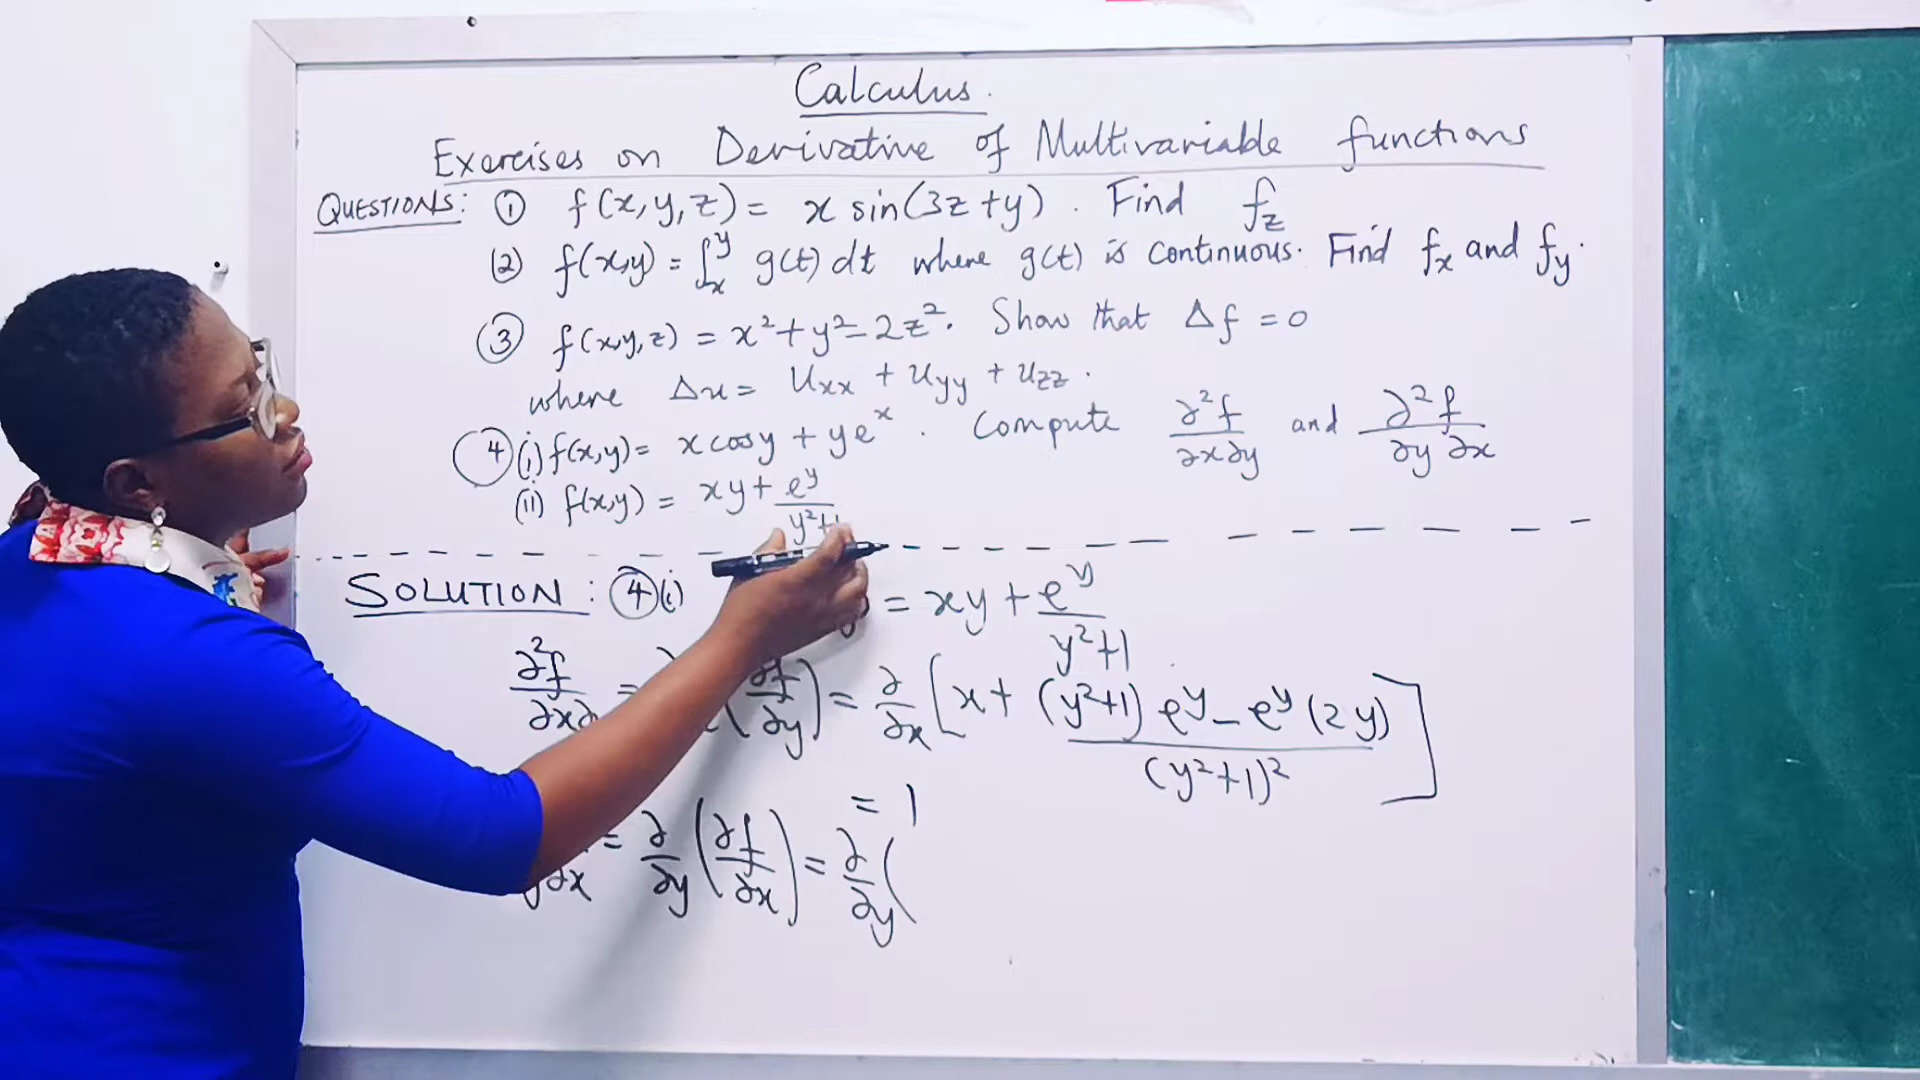 Calculus.
Exercises on Derivative of Multivariable functions
QUESTIONS: ① f(x,y,z) = x sin(3z+y). Find f_z
(2) f(x,y) = ∫_x^y g(t) dt where g(t) is continuous. Find f_x and f_y.
③ f(x,y,z) = x² + y² − 2z². Show that Δf = 0
where Δu = u_xx + u_yy + u_zz.
④ (i) f(x,y) = x cos y + ye^x. Compute ∂²f/∂x∂y and ∂²f/∂y∂x
(ii) f(x,y) = xy + e^y/(y²+1
SOLUTION: ④(i) = xy + e^y/(y²+1)
∂²f/∂x∂ = (∂f/∂y) = ∂/∂x [x + ((y²+1) e^y − e^y (2y))/(y²+1)²]
= 1
y∂x = ∂/∂y (∂f/∂x) = ∂/∂y (